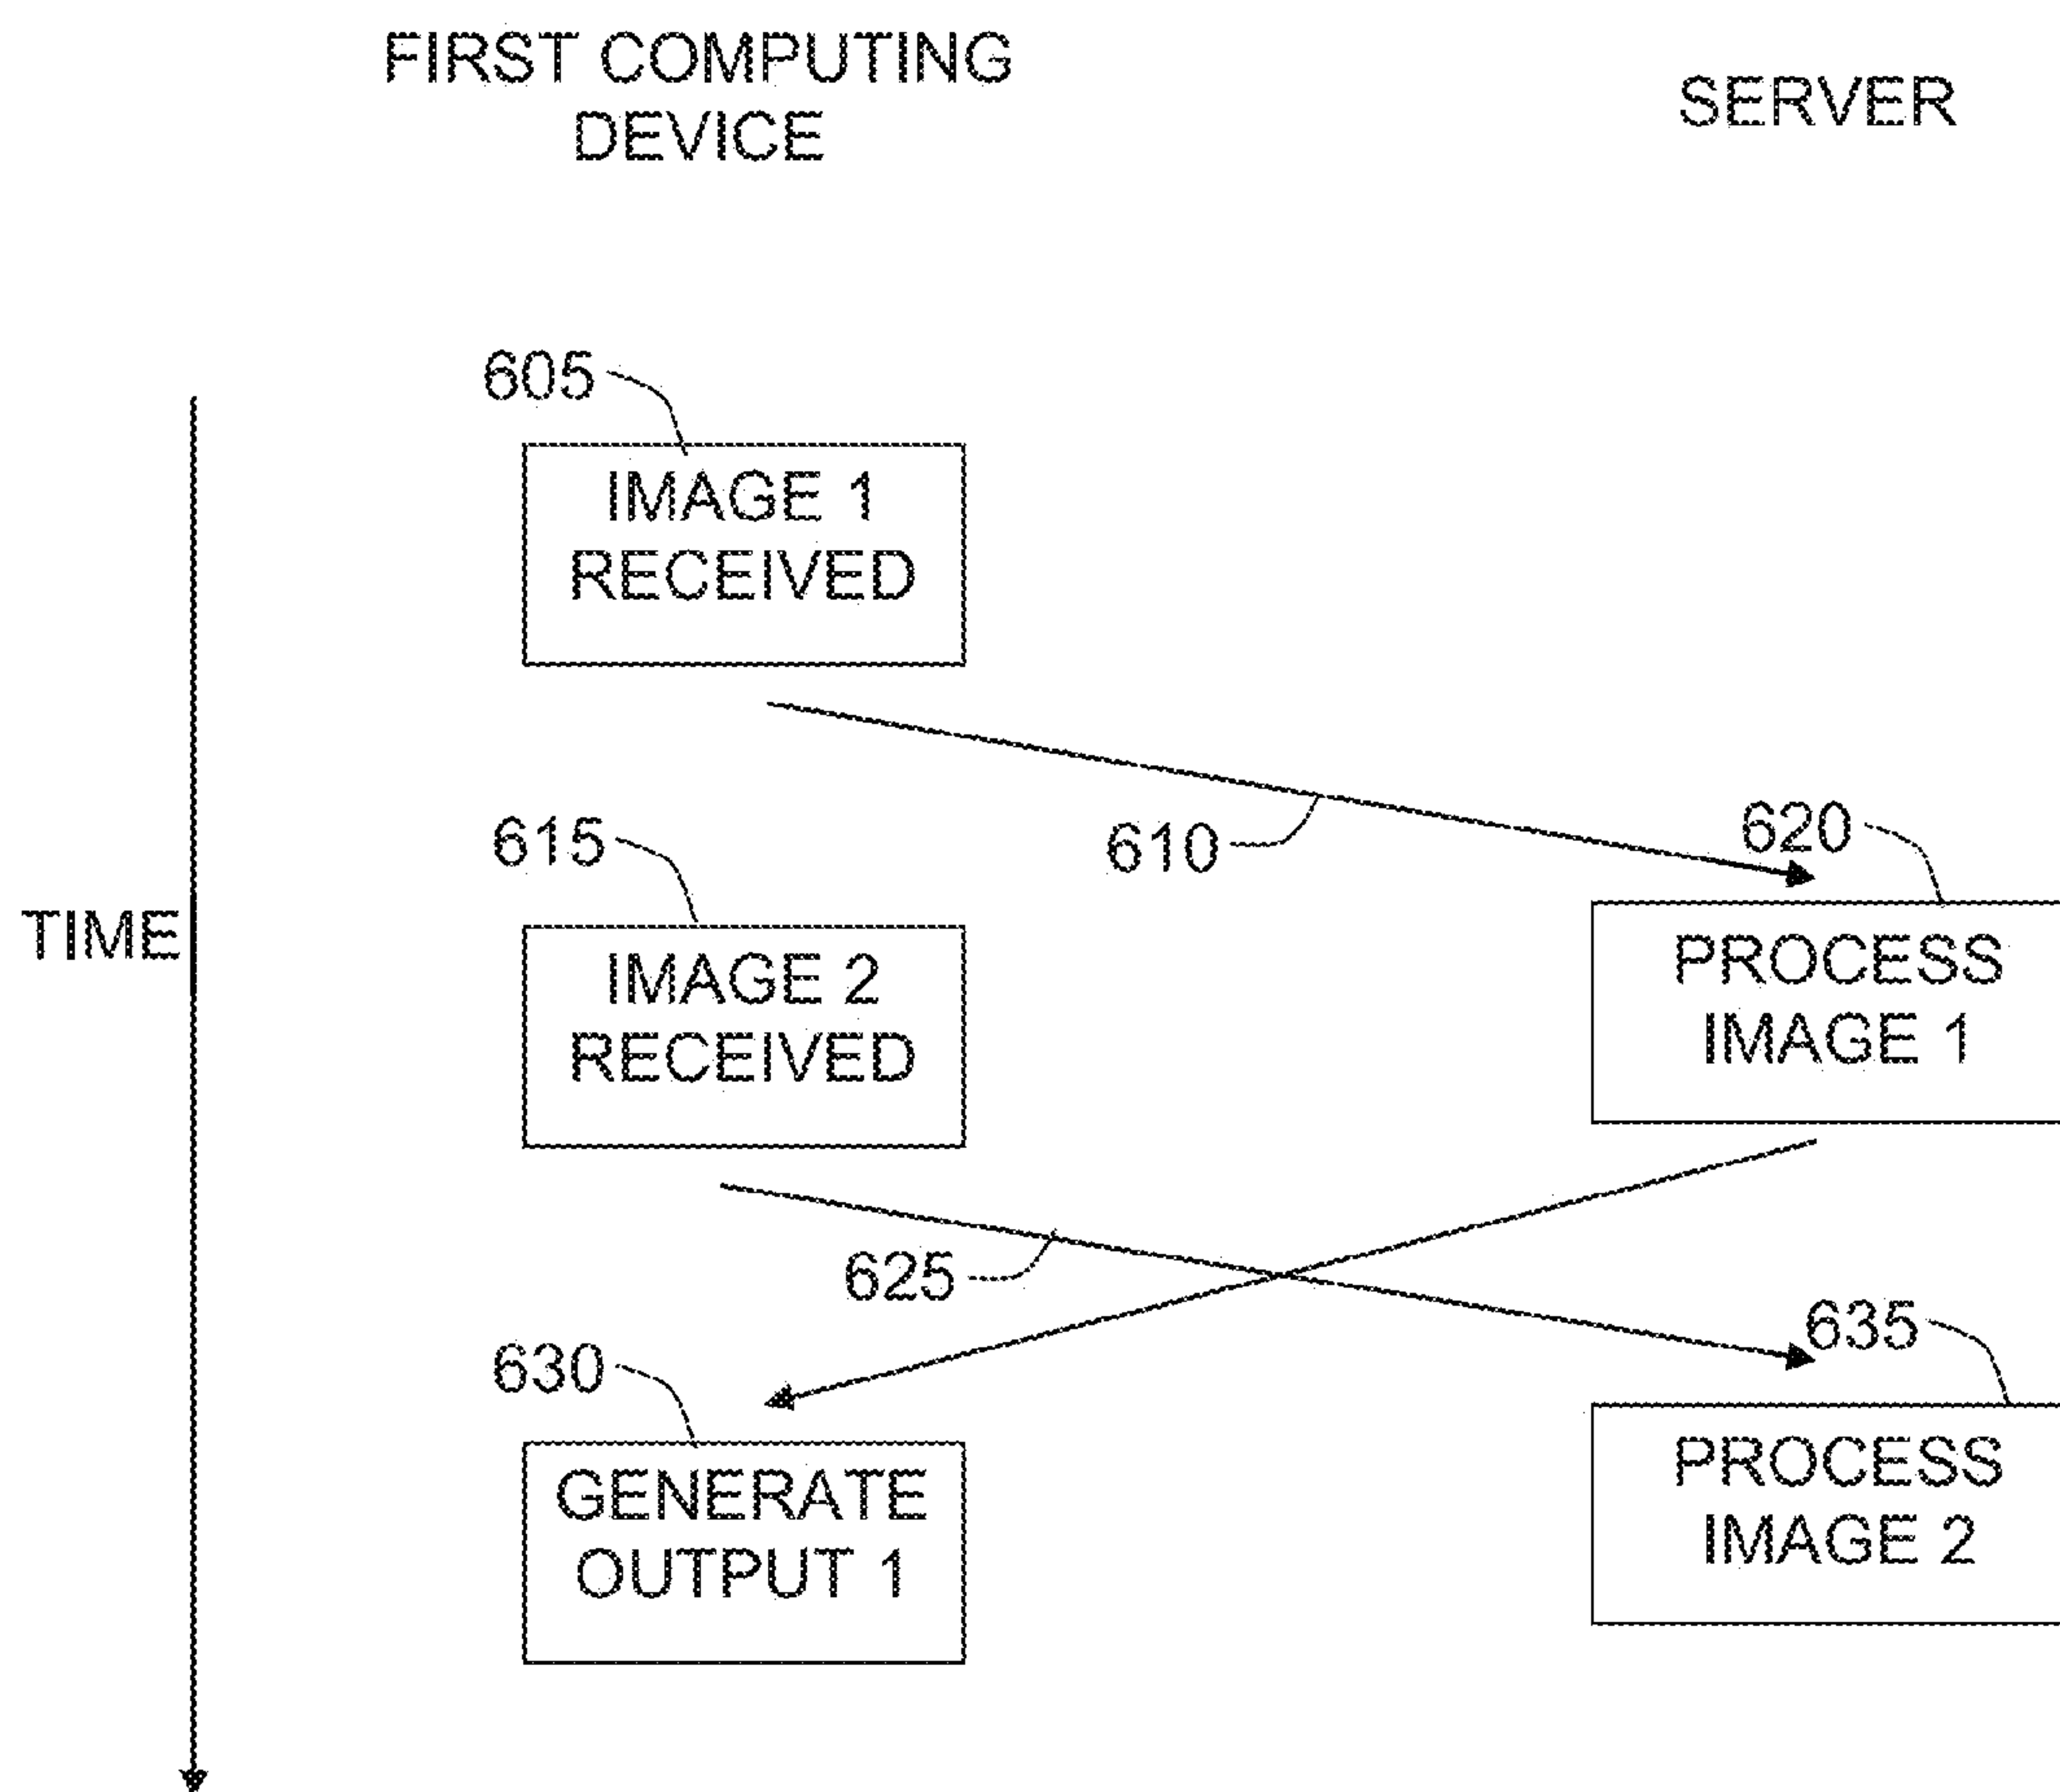 FIRST COMPUTING
DEVICE
SERVER
605
IMAGE 1
RECEIVED
610
615
620
TIME
IMAGE 2
RECEIVED
PROCESS
IMAGE 1
625
630
635
GENERATE
OUTPUT 1
PROCESS
IMAGE 2